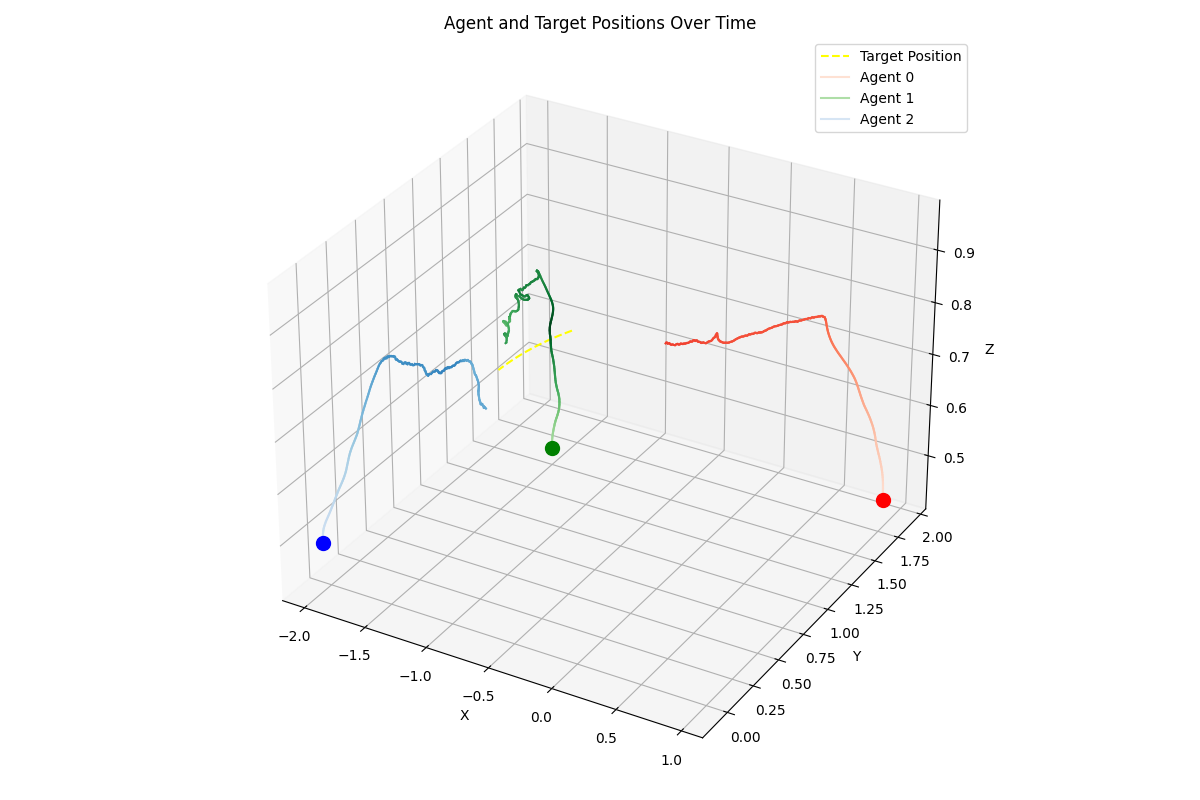 Agent and Target Positions Over Time
Target Position
Agent 0
Agent 1
Agent 2
0.9
0.8
0.7
0.6
0.5
Z
2.00
1.75
1.50
1.25
1.00
0.75
0.50
0.25
0.00
Y
−2.0
−1.5
−1.0
−0.5
0.0
0.5
1.0
X